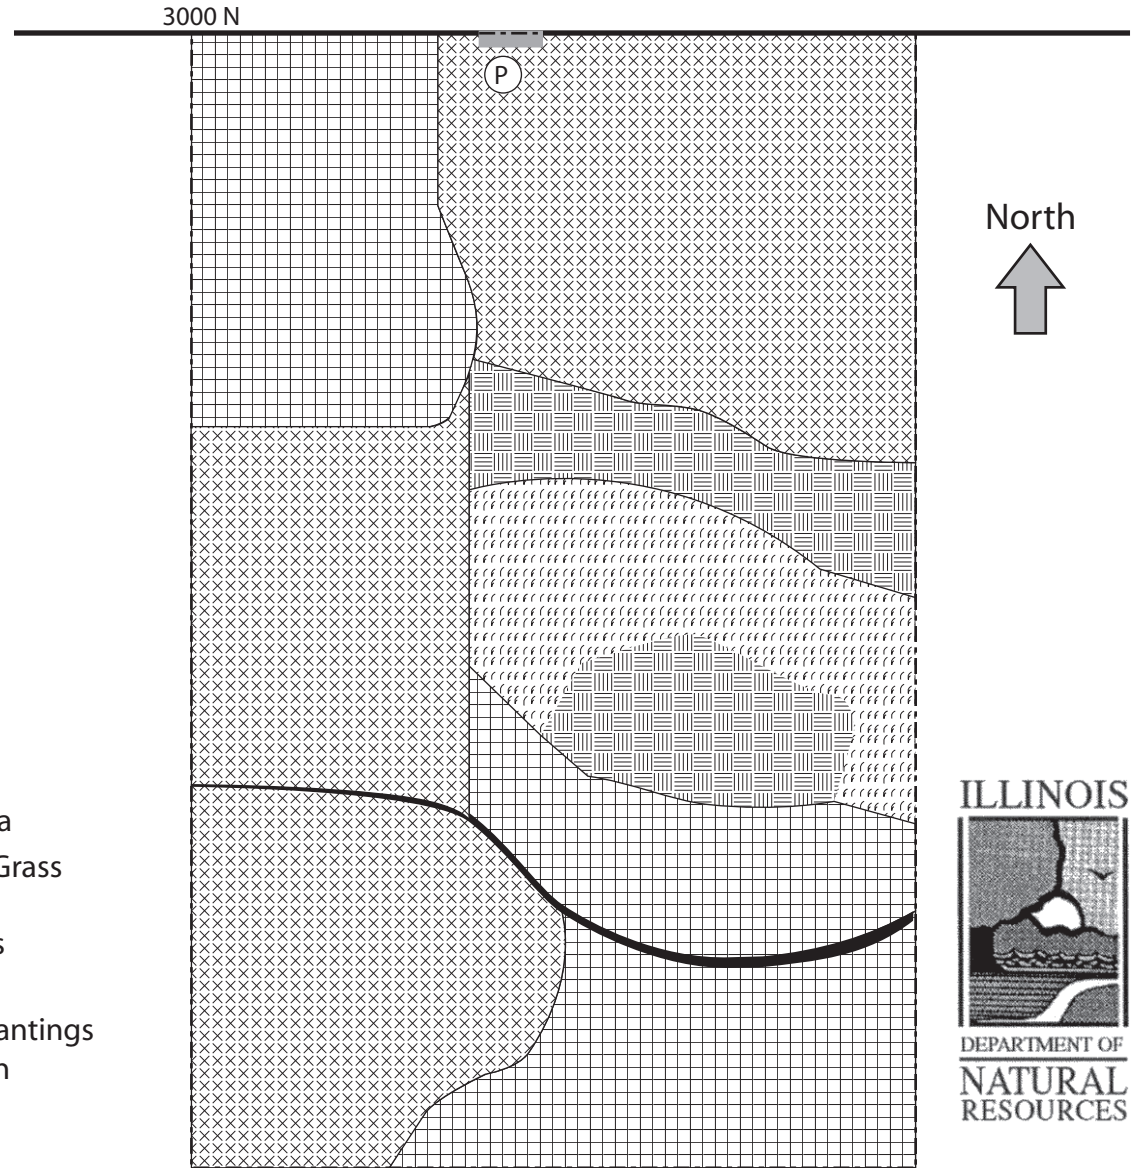 3000 N
P
North
a
Grass
s
antings
n
ILLINOIS
DEPARTMENT OF
NATURAL
RESOURCES